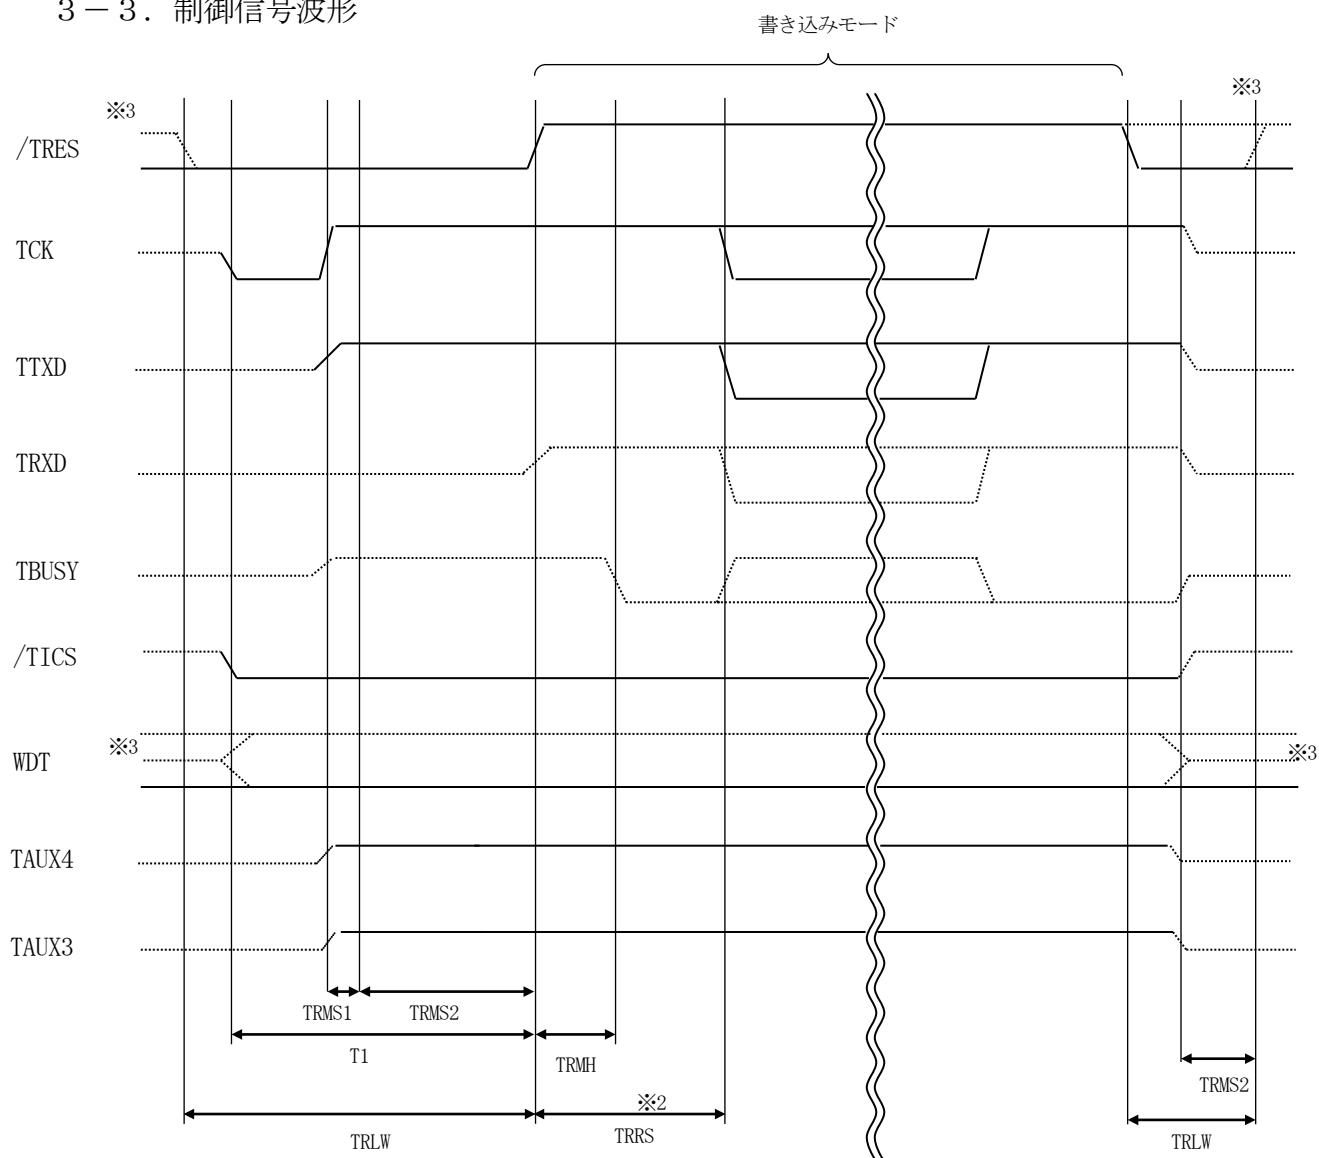 3-3. 制御信号波形
書き込みモード
※3
※3
/TRES
TCK
TTXD
TRXD
TBUSY
/TICS
※3
WDT
※3
TAUX4
TAUX3
TRMS1
TRMS2
T1
TRMH
TRMS2
※2
TRLW
TRRS
TRLW